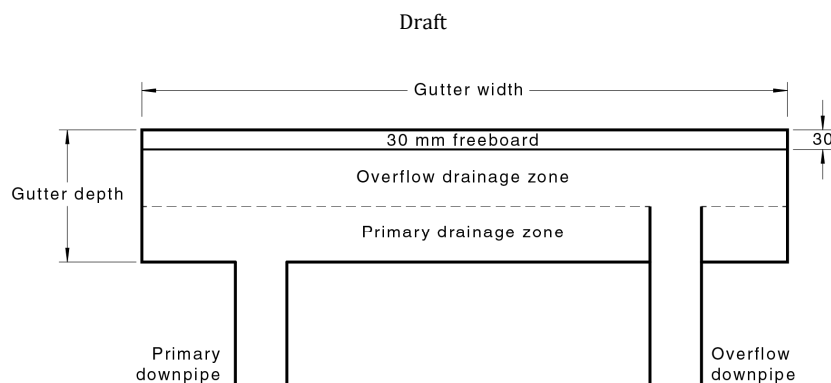 Draft
Gutter width
30 mm freeboard
30
Gutter depth
Overflow drainage zone
Primary drainage zone
Primary
downpipe
Overflow
downpipe